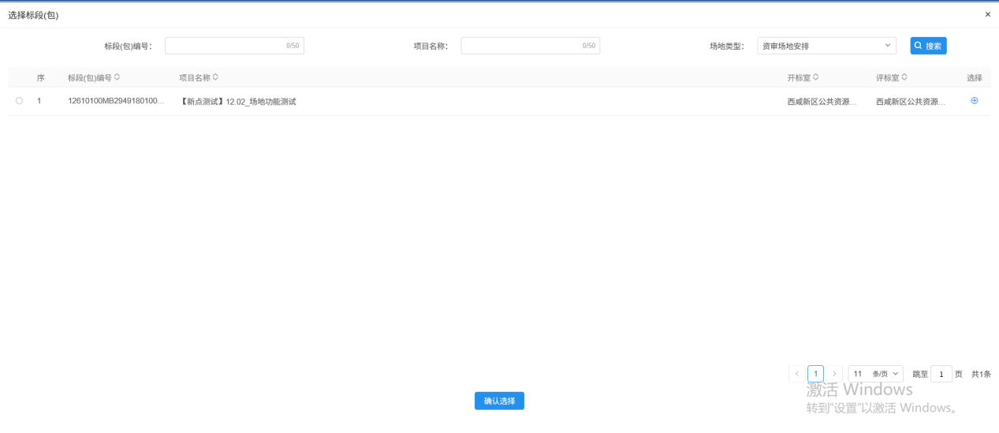 选择标段(包) ×
标段(包)编号： 0/50 项目名称： 0/50 场地类型： 资审场地安排 搜索
序 标段(包)编号 项目名称 开标室 评标室 选择
1 12610100MB2949180100... 【新点测试】12.02_场地功能测试 西咸新区公共资源... 西咸新区公共资源...
< 1 > 11 条/页 跳至 1 页 共1条
激活 Windows
确认选择
转到"设置"以激活 Windows。